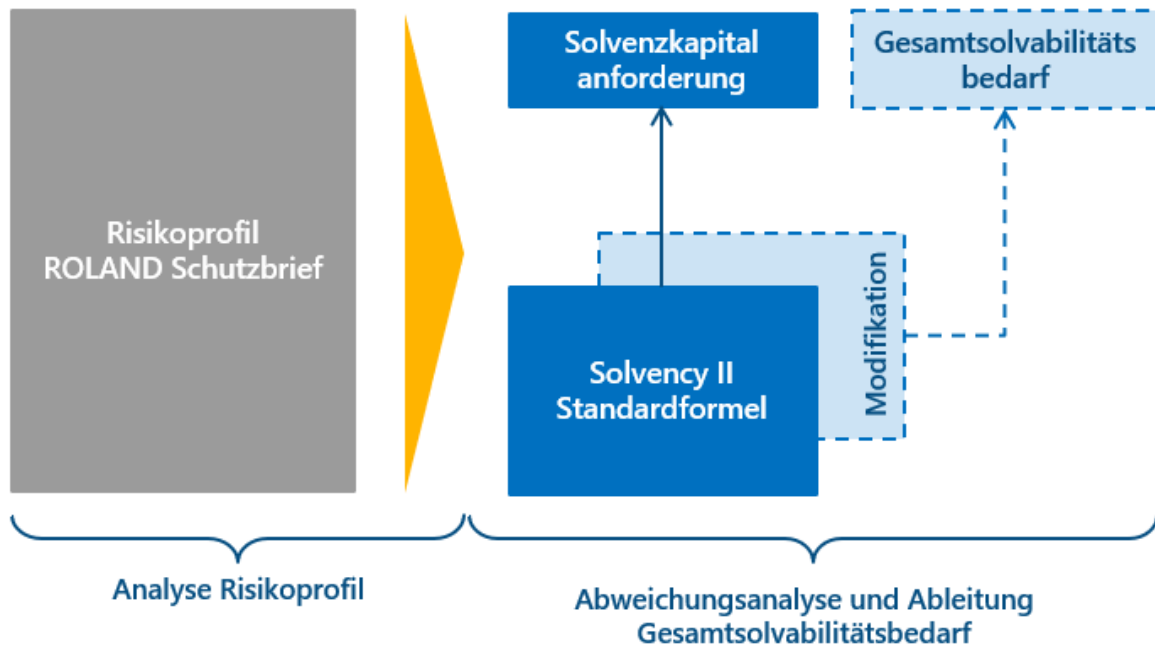 Solvenzkapital
anforderung
Gesamtsolvabilitäts
bedarf
Risikoprofil
ROLAND Schutzbrief
Modifikation
Solvency II
Standardformel
Analyse Risikoprofil
Abweichungsanalyse und Ableitung
Gesamtsolvabilitätsbedarf